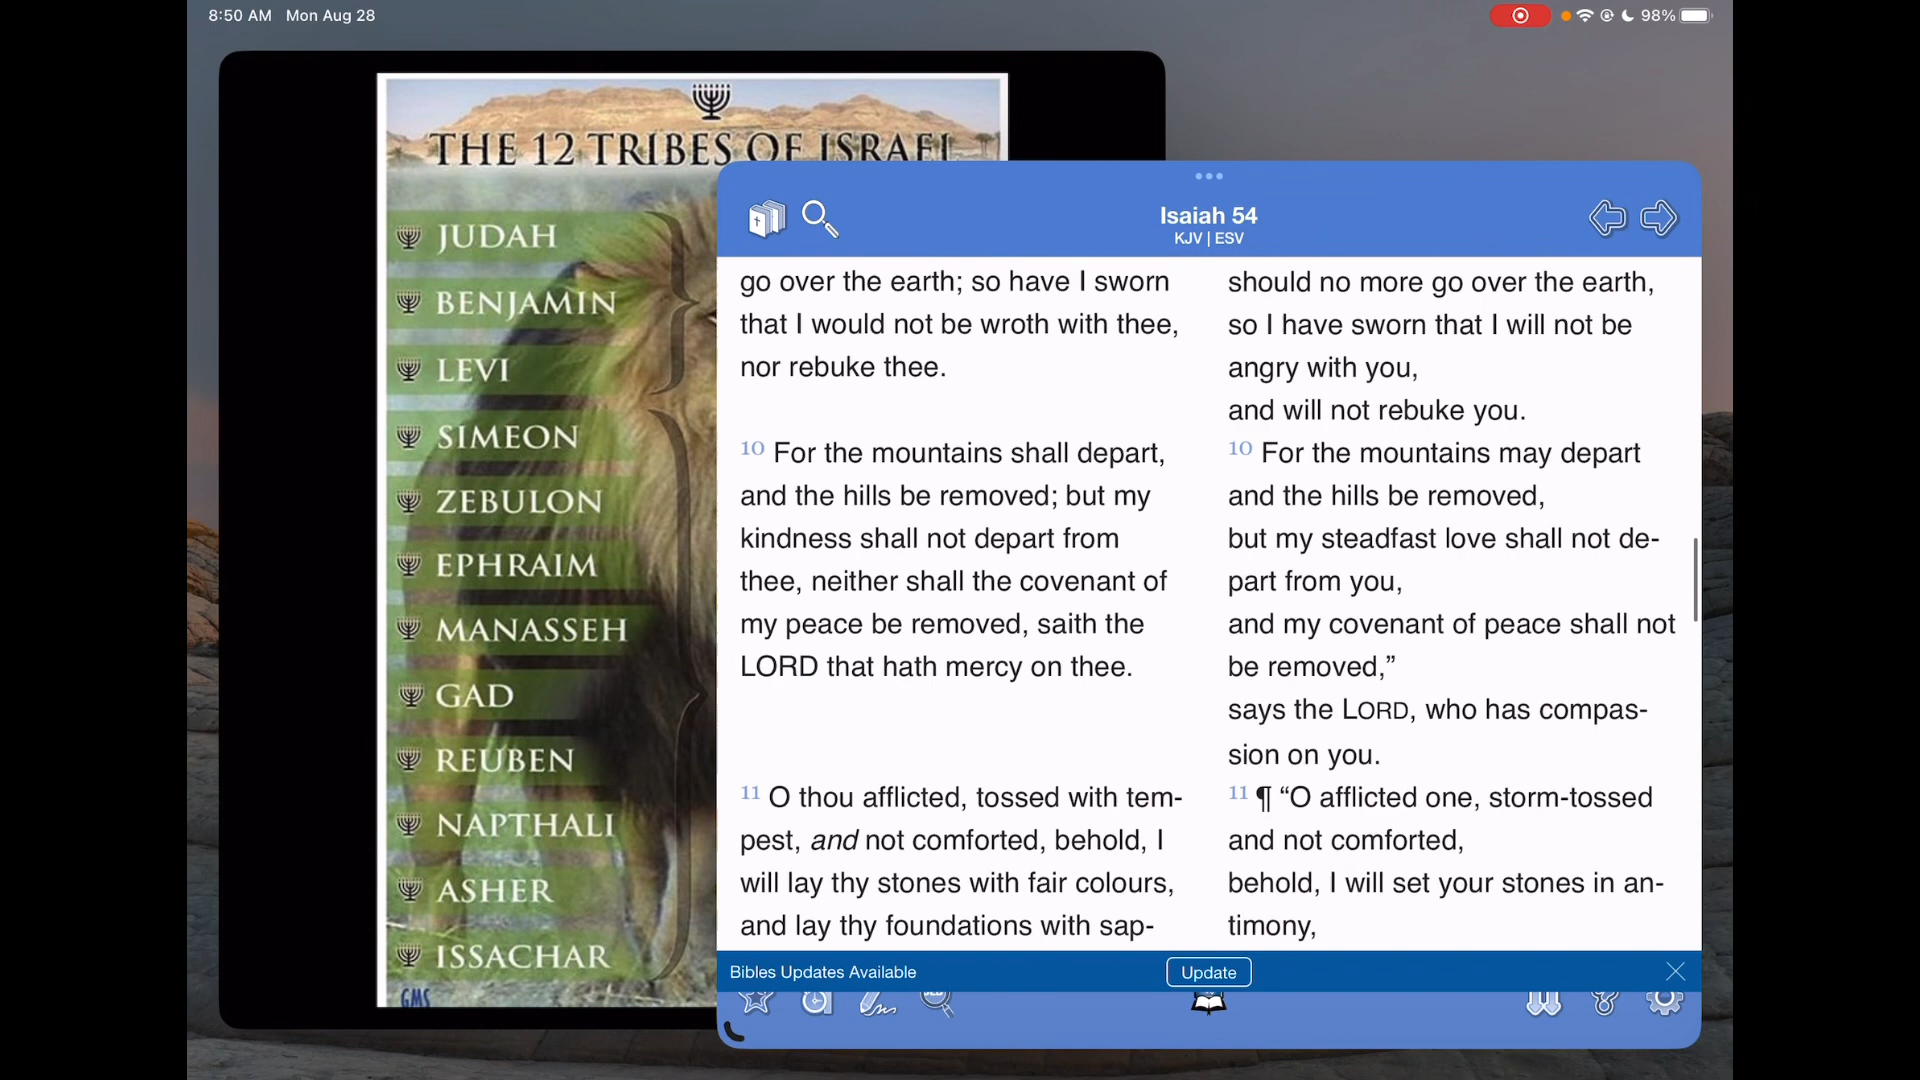 8:50 AM Mon Aug 28
98%
THE 12 TRIBES OF ISRAEL
JUDAH
BENJAMIN
LEVI
SIMEON
ZEBULON
EPHRAIM
MANASSEH
GAD
REUBEN
NAPTHALI
ASHER
ISSACHAR
GMS
Isaiah 54
KJV | ESV
go over the earth; so have I sworn
that I would not be wroth with thee,
nor rebuke thee.
10 For the mountains shall depart,
and the hills be removed; but my
kindness shall not depart from
thee, neither shall the covenant of
my peace be removed, saith the
LORD that hath mercy on thee.
11 O thou afflicted, tossed with tem-
pest, and not comforted, behold, I
will lay thy stones with fair colours,
and lay thy foundations with sap-
should no more go over the earth,
so I have sworn that I will not be
angry with you,
and will not rebuke you.
10 For the mountains may depart
and the hills be removed,
but my steadfast love shall not de-
part from you,
and my covenant of peace shall not
be removed,”
says the LORD, who has compas-
sion on you.
11 ¶ “O afflicted one, storm-tossed
and not comforted,
behold, I will set your stones in an-
timony,
Bibles Updates Available
Update